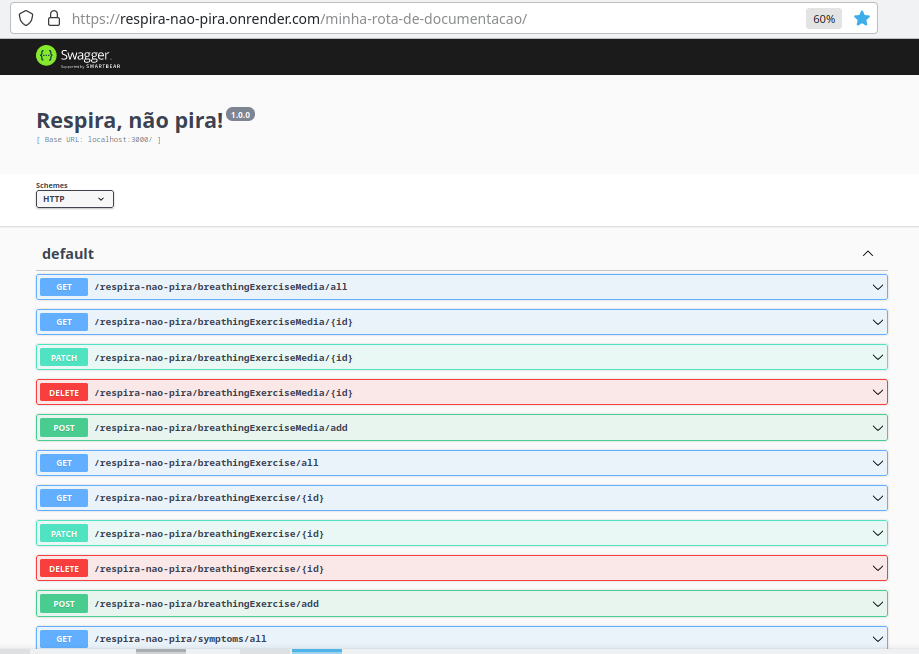 https://respira-nao-pira.onrender.com/minha-rota-de-documentacao/
60%
Swagger.
Supported by SMARTBEAR
Respira, não pira! 1.0.0
[ Base URL: localhost:3000/ ]
Schemes
HTTP
default
GET /respira-nao-pira/breathingExerciseMedia/all
GET /respira-nao-pira/breathingExerciseMedia/{id}
PATCH /respira-nao-pira/breathingExerciseMedia/{id}
DELETE /respira-nao-pira/breathingExerciseMedia/{id}
POST /respira-nao-pira/breathingExerciseMedia/add
GET /respira-nao-pira/breathingExercise/all
GET /respira-nao-pira/breathingExercise/{id}
PATCH /respira-nao-pira/breathingExercise/{id}
DELETE /respira-nao-pira/breathingExercise/{id}
POST /respira-nao-pira/breathingExercise/add
GET /respira-nao-pira/symptoms/all